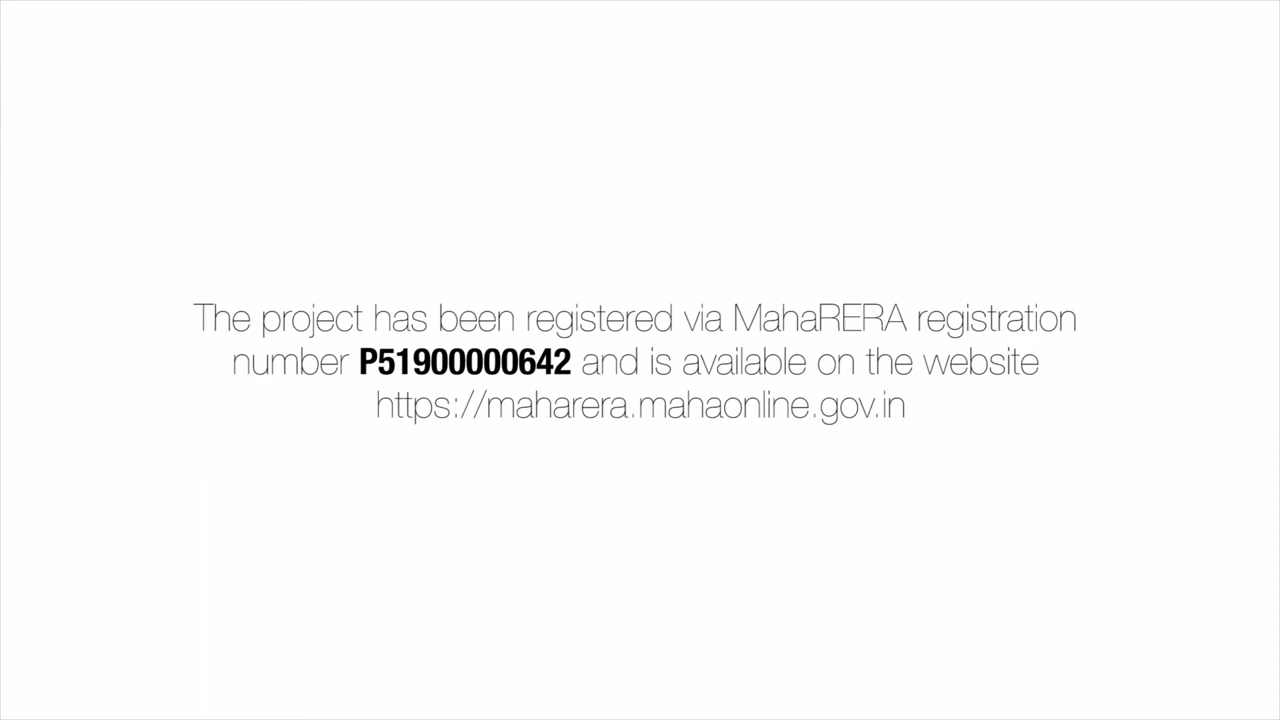 The project has been registered via MahaRERA registration
number P51900000642 and is available on the website
https://maharera.mahaonline.gov.in